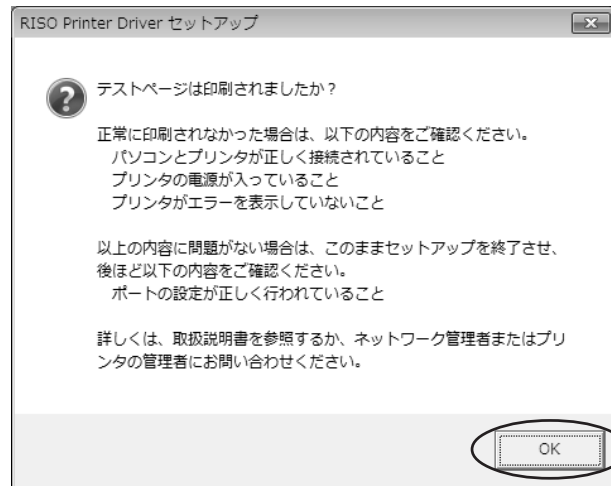 RISO Printer Driver セットアップ
テストページは印刷されましたか？
正常に印刷されなかった場合は、以下の内容をご確認ください。
パソコンとプリンタが正しく接続されていること
プリンタの電源が入っていること
プリンタがエラーを表示していないこと
以上の内容に問題がない場合は、このままセットアップを終了させ、
後ほど以下の内容をご確認ください。
ポートの設定が正しく行われていること
詳しくは、取扱説明書を参照するか、ネットワーク管理者またはプリ
ンタの管理者にお問い合わせください。
OK